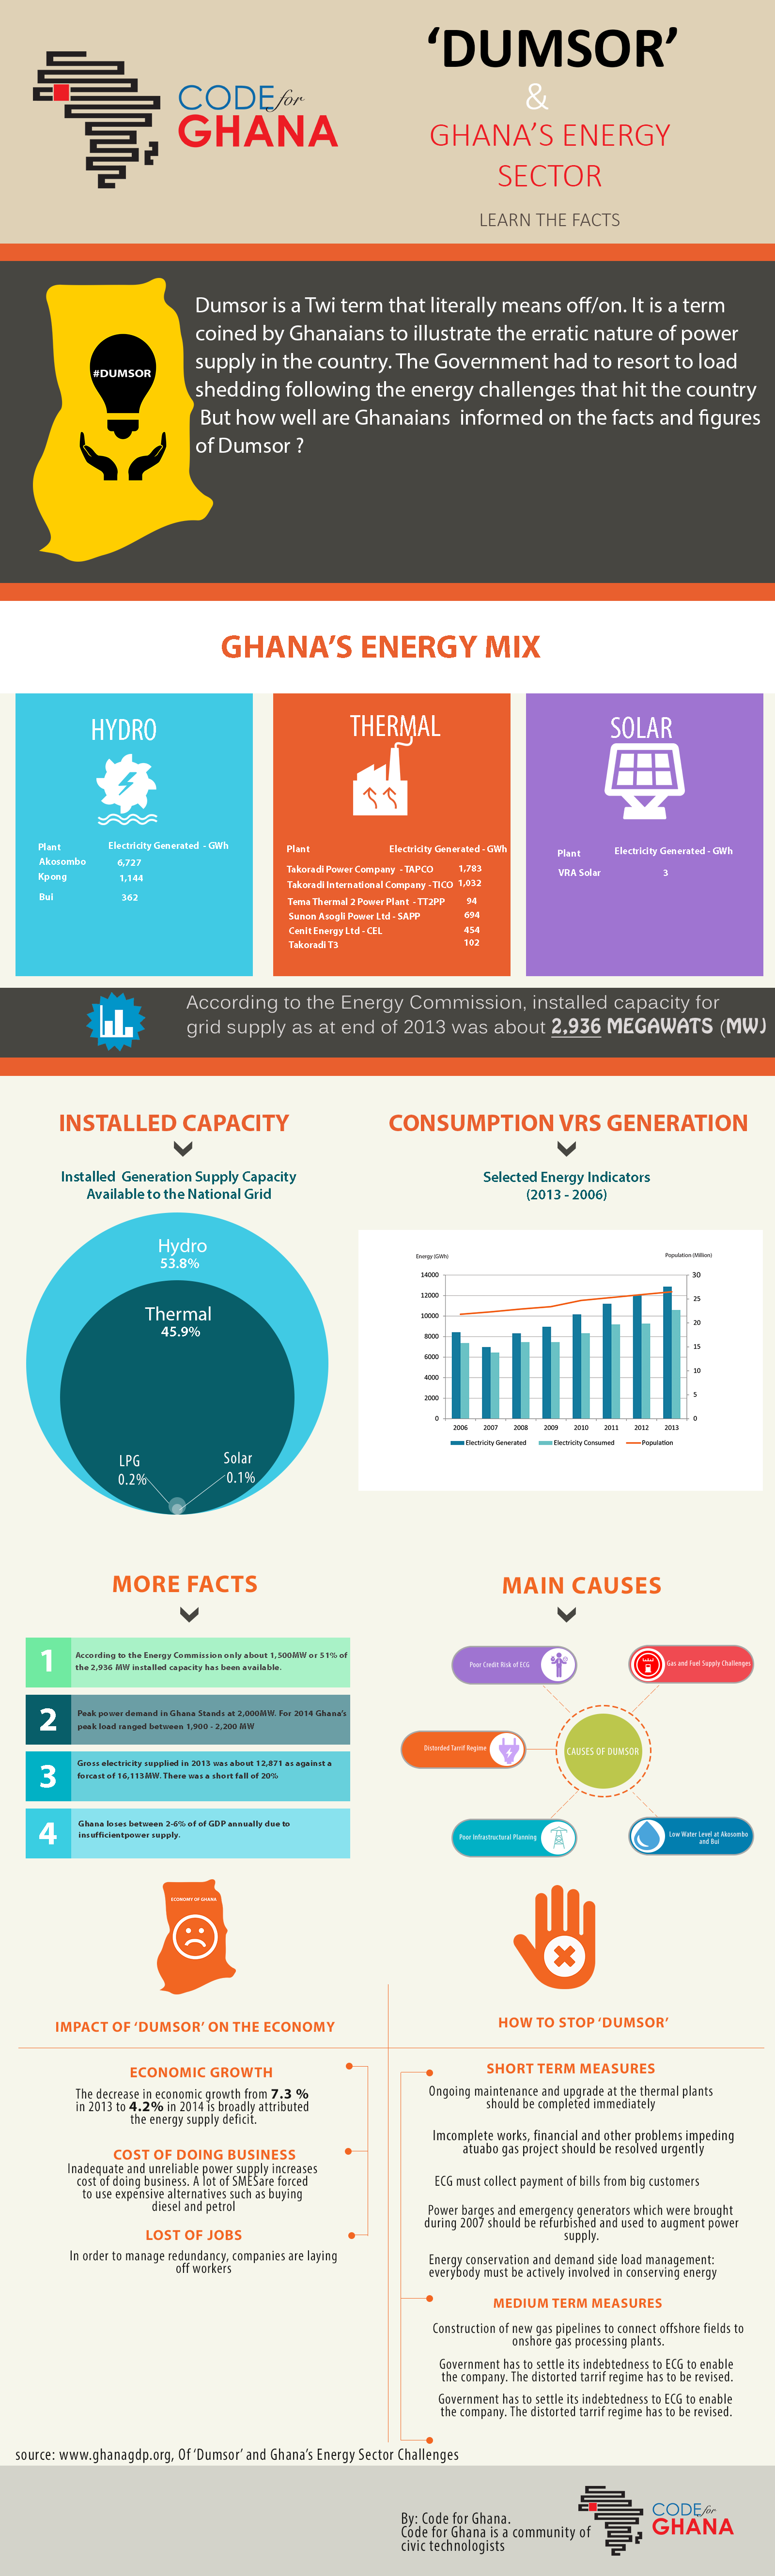 CODE for
GHANA
‘DUMSOR’
&
GHANA’S ENERGY
SECTOR
LEARN THE FACTS
#DUMSOR
Dumsor is a Twi term that literally means off/on. It is a term
coined by Ghanaians to illustrate the erratic nature of power
supply in the country. The Government had to resort to load
shedding following the energy challenges that hit the country
But how well are Ghanaians informed on the facts and figures
of Dumsor ?
GHANA’S ENERGY MIX
HYDRO
Plant Electricity Generated - GWh
Akosombo 6,727
Kpong 1,144
Bui 362
THERMAL
Plant Electricity Generated - GWh
Takoradi Power Company - TAPCO 1,783
Takoradi International Company - TICO 1,032
Tema Thermal 2 Power Plant - TT2PP 94
Sunon Asogli Power Ltd - SAPP 694
Cenit Energy Ltd - CEL 454
Takoradi T3 102
SOLAR
Plant Electricity Generated - GWh
VRA Solar 3
According to the Energy Commission, installed capacity for
grid supply as at end of 2013 was about 2,936 MEGAWATS (MW)
INSTALLED CAPACITY
Installed Generation Supply Capacity
Available to the National Grid
Hydro
53.8%
Thermal
45.9%
LPG
0.2%
Solar
0.1%
CONSUMPTION VRS GENERATION
Selected Energy Indicators
(2013 - 2006)
Energy (GWh) Population (Million)
14000 30
12000 25
10000 20
8000 15
6000 10
4000 5
2000 0
0
2006 2007 2008 2009 2010 2011 2012 2013
Electricity Generated Electricity Consumed Population
MORE FACTS
1
According to the Energy Commission only about 1,500MW or 51% of
the 2,936 MW installed capacity has been available.
2
Peak power demand in Ghana Stands at 2,000MW. For 2014 Ghana’s
peak load ranged between 1,900 - 2,200 MW
3
Gross electricity supplied in 2013 was about 12,871 as against a
forcast of 16,113MW. There was a short fall of 20%
4
Ghana loses between 2-6% of of GDP annually due to
insufficientpower supply.
MAIN CAUSES
Poor Credit Risk of ECG
Gas and Fuel Supply Challenges
Distorded Tarrif Regime
CAUSES OF DUMSOR
Poor Infrastructural Planning
Low Water Level at Akosombo
and Bui
ECONOMY OF GHANA
IMPACT OF ‘DUMSOR’ ON THE ECONOMY
ECONOMIC GROWTH
The decrease in economic growth from 7.3 %
in 2013 to 4.2% in 2014 is broadly attributed
the energy supply deficit.
COST OF DOING BUSINESS
Inadequate and unreliable power supply increases
cost of doing business. A lot of SMESare forced
to use expensive alternatives such as buying
diesel and petrol
LOST OF JOBS
In order to manage redundancy, companies are laying
off workers
HOW TO STOP ‘DUMSOR’
SHORT TERM MEASURES
Ongoing maintenance and upgrade at the thermal plants
should be completed immediately
Imcomplete works, financial and other problems impeding
atuabo gas project should be resolved urgently
ECG must collect payment of bills from big customers
Power barges and emergency generators which were brought
during 2007 should be refurbished and used to augment power
supply.
Energy conservation and demand side load management:
everybody must be actively involved in conserving energy
MEDIUM TERM MEASURES
Construction of new gas pipelines to connect offshore fields to
onshore gas processing plants.
Government has to settle its indebtedness to ECG to enable
the company. The distorted tarrif regime has to be revised.
Government has to settle its indebtedness to ECG to enable
the company. The distorted tarrif regime has to be revised.
source: www.ghanagdp.org, Of ‘Dumsor’ and Ghana’s Energy Sector Challenges
By: Code for Ghana.
Code for Ghana is a community of
civic technologists
CODE for
GHANA